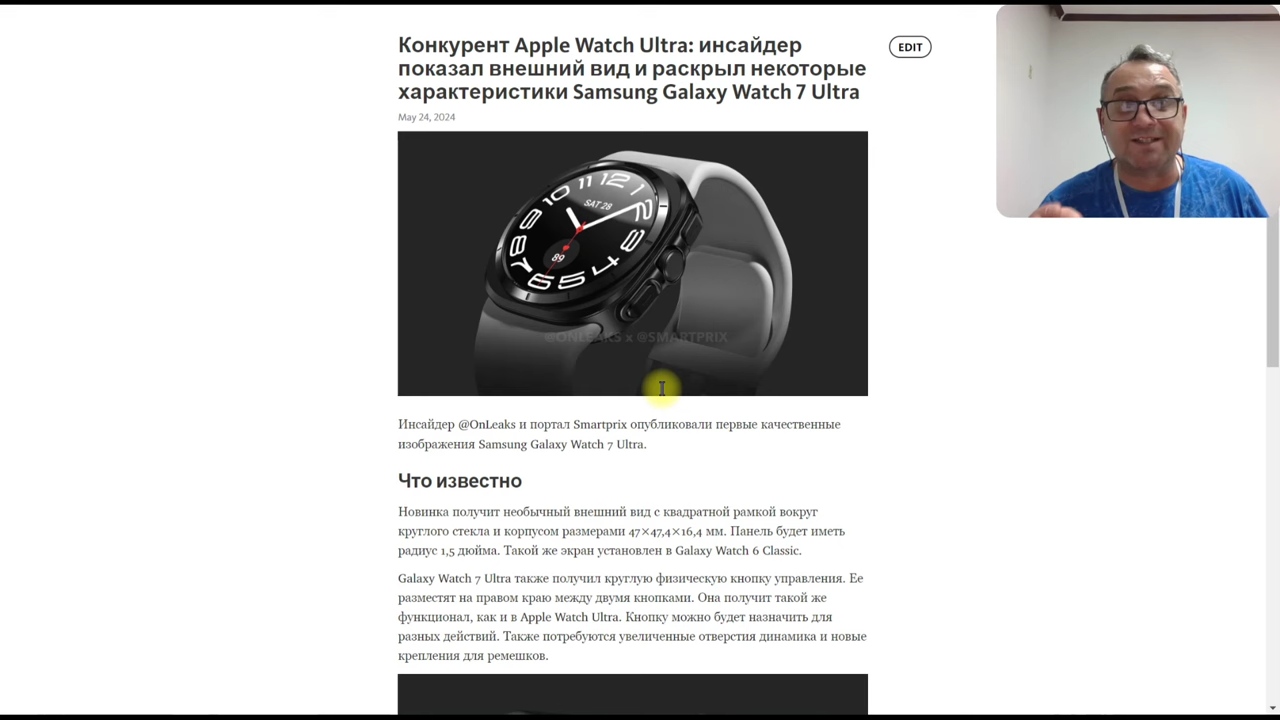 Конкурент Apple Watch Ultra: инсайдер
показал внешний вид и раскрыл некоторые
характеристики Samsung Galaxy Watch 7 Ultra
EDIT
May 24, 2024
SAT 28
89
@ONLEAKS x @SMARTPRIX
Инсайдер @OnLeaks и портал Smartprix опубликовали первые качественные
изображения Samsung Galaxy Watch 7 Ultra.
Что известно
Новинка получит необычный внешний вид с квадратной рамкой вокруг
круглого стекла и корпусом размерами 47×47,4×16,4 мм. Панель будет иметь
радиус 1,5 дюйма. Такой же экран установлен в Galaxy Watch 6 Classic.
Galaxy Watch 7 Ultra также получил круглую физическую кнопку управления. Ее
разместят на правом краю между двумя кнопками. Она получит такой же
функционал, как и в Apple Watch Ultra. Кнопку можно будет назначить для
разных действий. Также потребуются увеличенные отверстия динамика и новые
крепления для ремешков.